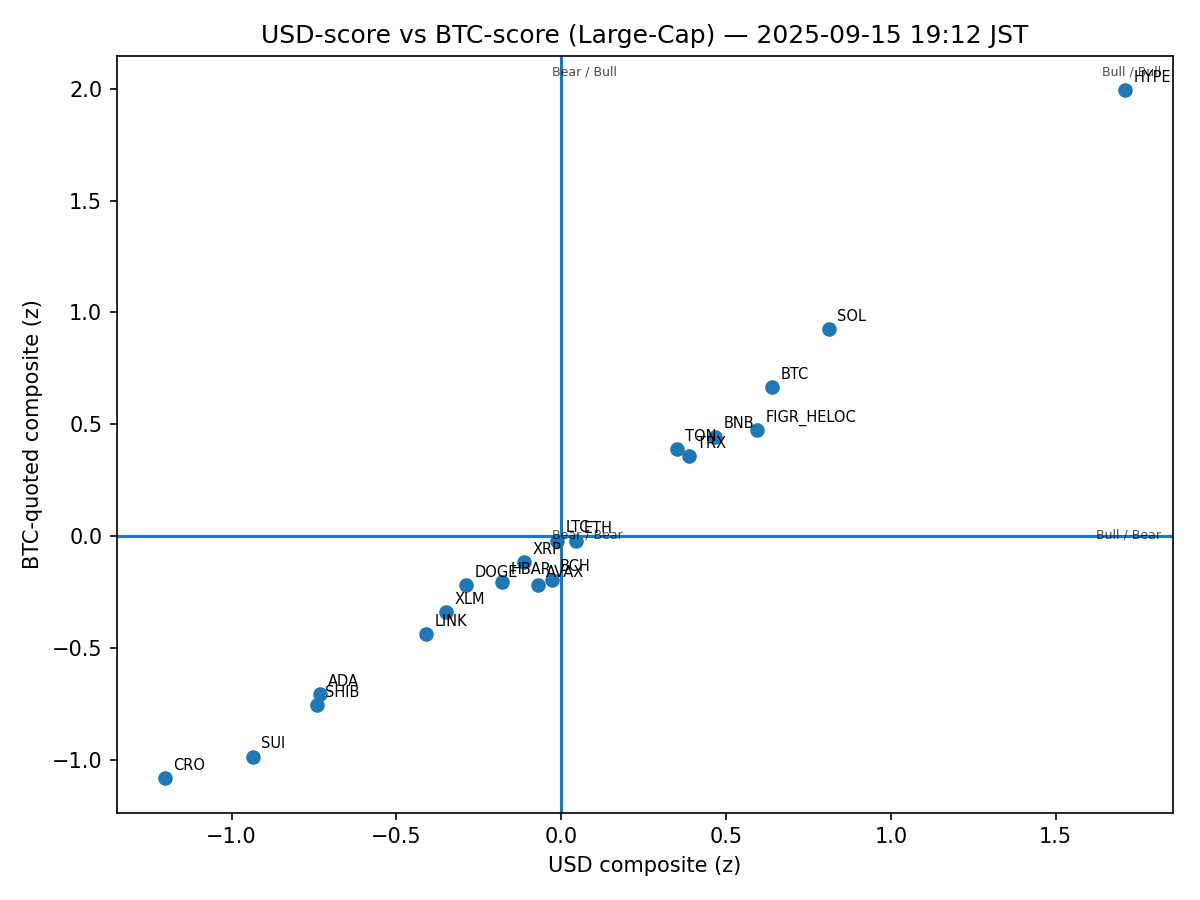 USD-score vs BTC-score (Large-Cap) — 2025-09-15 19:12 JST
Bear / Bull
Bull / Bull
HYPE
SOL
BTC
FIGR_HELOC
BNB
TON
TRX
LTC
ETH
Bear / Bear
Bull / Bear
XRP
BCH
AVAX
HBAR
DOGE
XLM
LINK
ADA
SHIB
SUI
CRO
2.0
1.5
1.0
0.5
0.0
−0.5
−1.0
BTC-quoted composite (z)
−1.0
−0.5
0.0
0.5
1.0
1.5
USD composite (z)